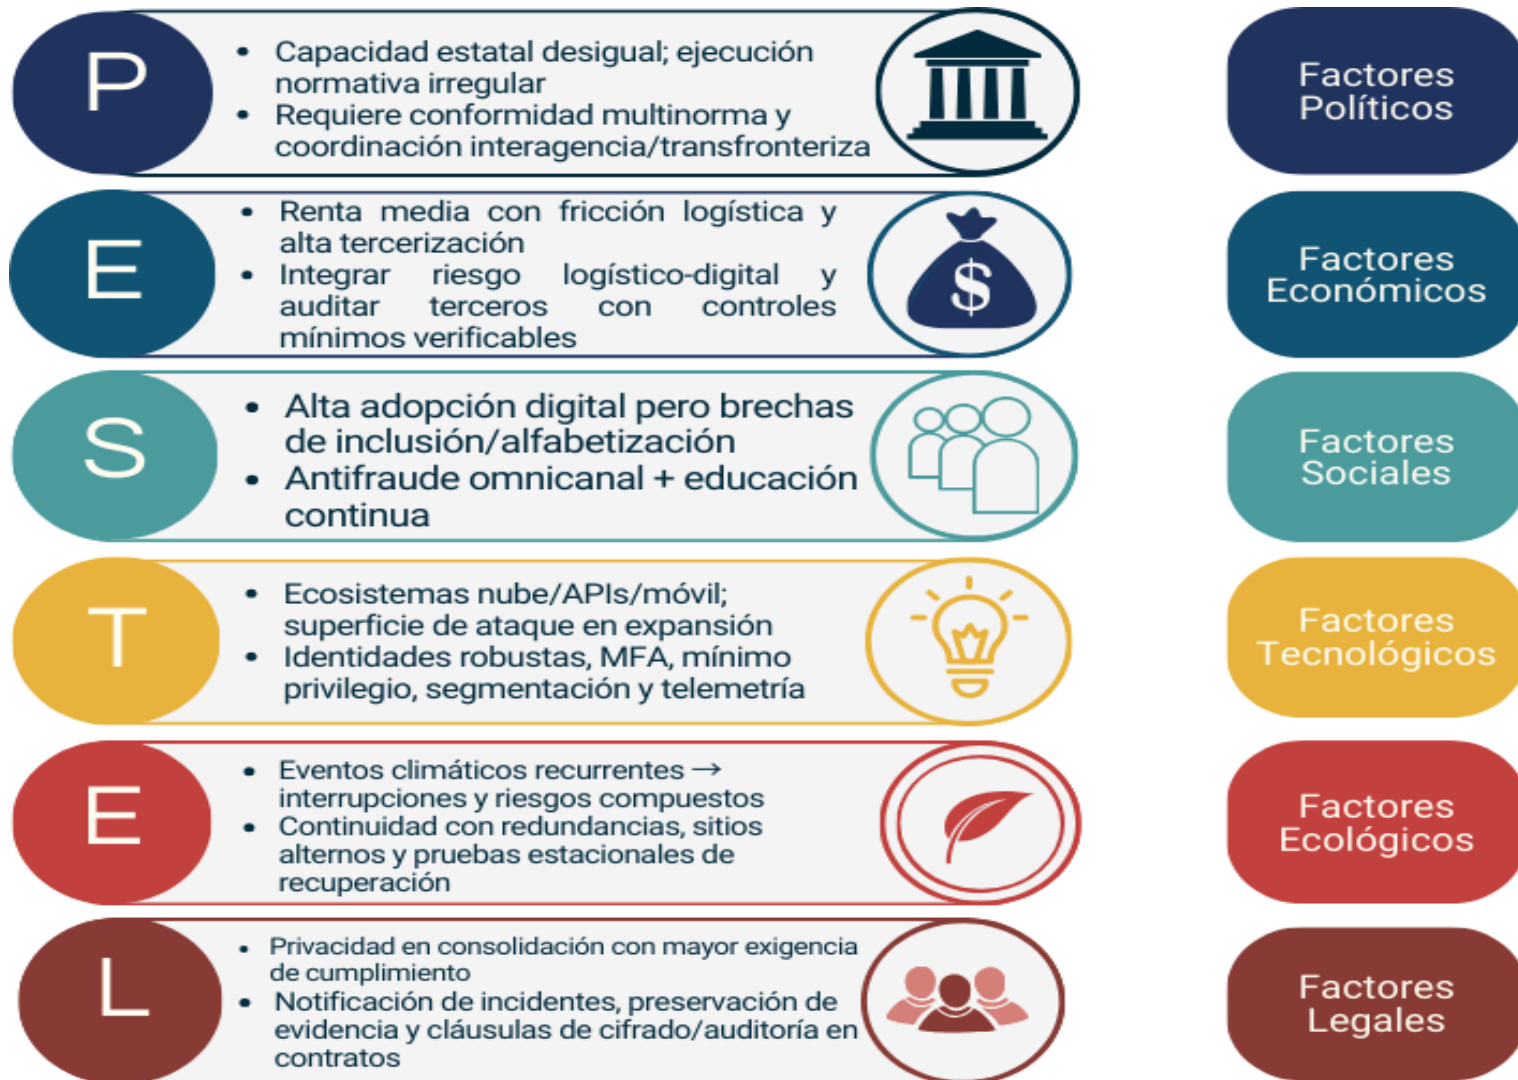 P
• Capacidad estatal desigual; ejecución
normativa irregular
• Requiere conformidad multinorma y
coordinación interagencia/transfronteriza
Factores
Políticos
E
• Renta media con fricción logística y
alta tercerización
• Integrar riesgo logístico-digital y
auditar terceros con controles
mínimos verificables
$
Factores
Económicos
S
• Alta adopción digital pero brechas
de inclusión/alfabetización
• Antifraude omnicanal + educación
continua
Factores
Sociales
T
• Ecosistemas nube/APIs/móvil;
superficie de ataque en expansión
• Identidades robustas, MFA, mínimo
privilegio, segmentación y telemetría
Factores
Tecnológicos
E
• Eventos climáticos recurrentes →
interrupciones y riesgos compuestos
• Continuidad con redundancias, sitios
alternos y pruebas estacionales de
recuperación
Factores
Ecológicos
L
• Privacidad en consolidación con mayor exigencia
de cumplimiento
• Notificación de incidentes, preservación de
evidencia y cláusulas de cifrado/auditoría en
contratos
Factores
Legales